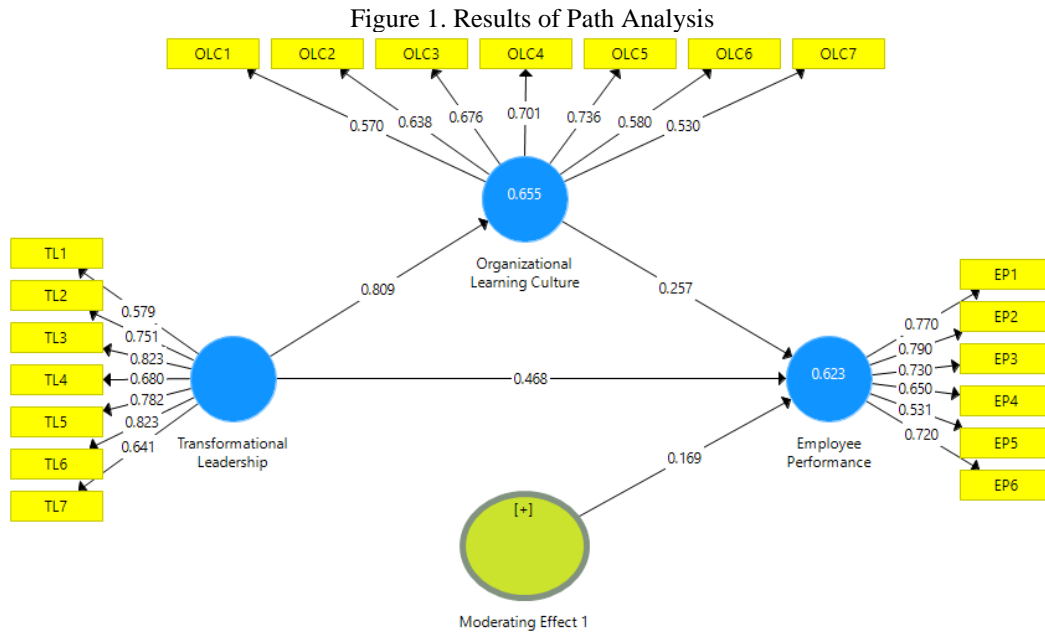 Figure 1. Results of Path Analysis
OLC1
OLC2
OLC3
OLC4
OLC5
OLC6
OLC7
0.570
0.638
0.676
0.701
0.736
0.580
0.530
0.655
Organizational
Learning Culture
TL1
TL2
TL3
TL4
TL5
TL6
TL7
0.579
0.751
0.823
0.680
0.782
0.823
0.641
Transformational
Leadership
0.809
0.257
0.468
0.169
0.623
Employee
Performance
0.770
0.790
0.730
0.650
0.531
0.720
EP1
EP2
EP3
EP4
EP5
EP6
[+]
Moderating Effect 1